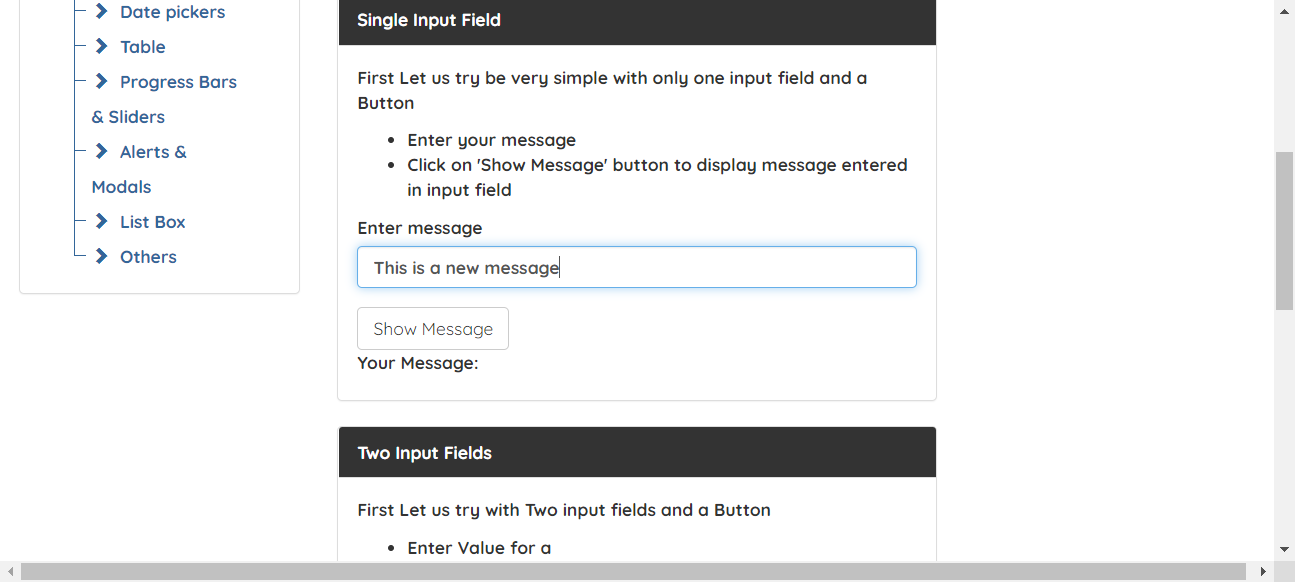 Date pickers
Table
Progress Bars
& Sliders
Alerts &
Modals
List Box
Others
Single Input Field
First Let us try be very simple with only one input field and a
Button
Enter your message
Click on 'Show Message' button to display message entered
in input field
Enter message
This is a new message
Show Message
Your Message:
Two Input Fields
First Let us try with Two input fields and a Button
Enter Value for a